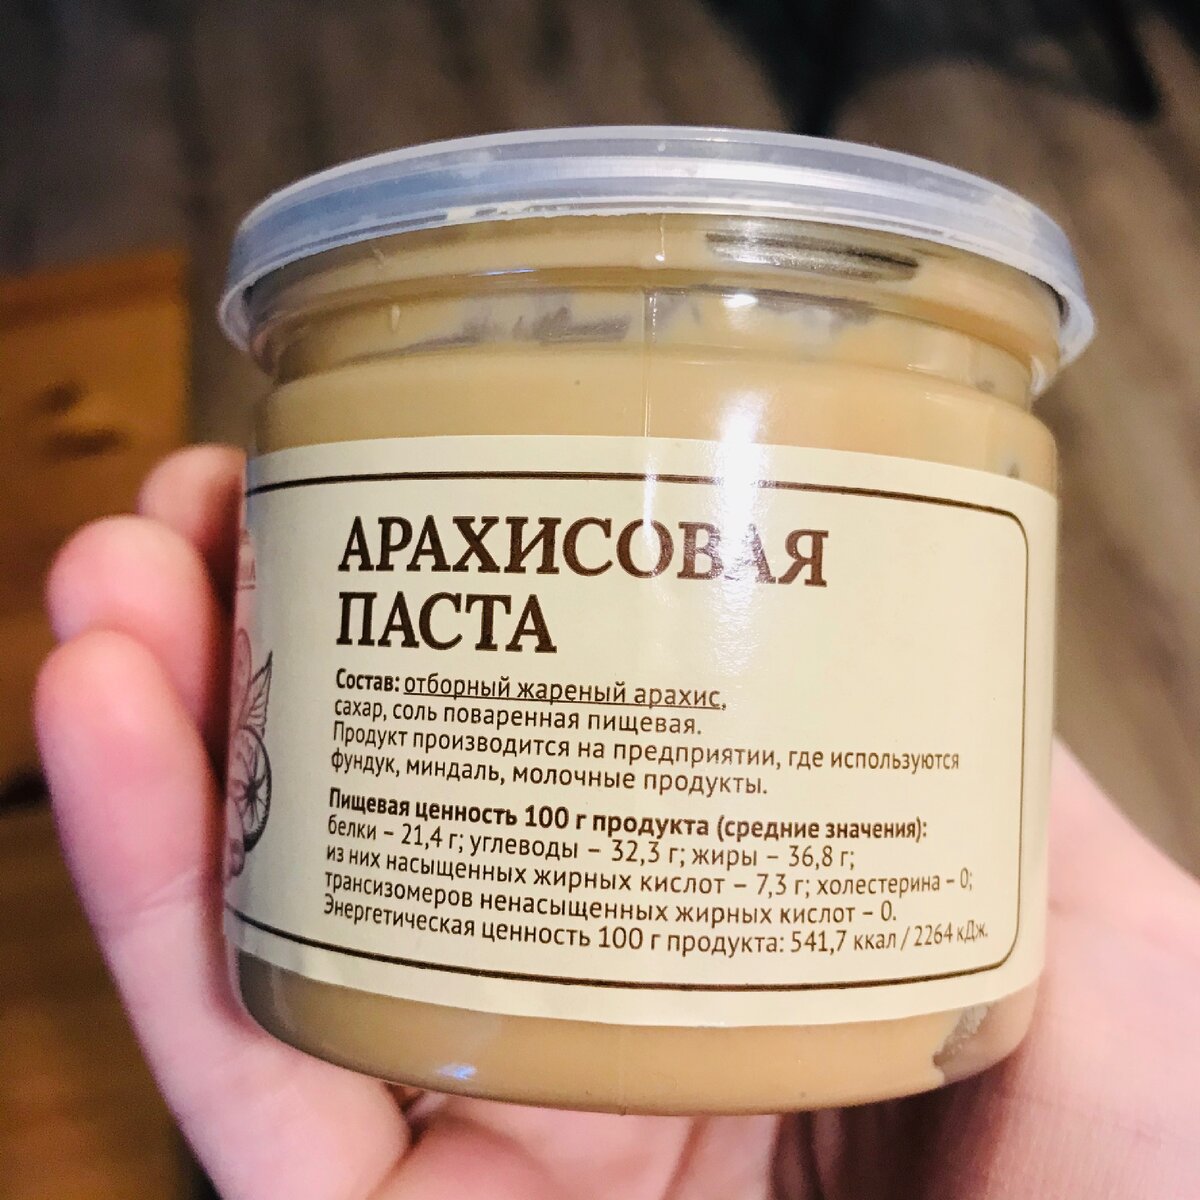 АРАХИСОВАЯ
ПАСТА
Состав: отборный жареный арахис,
сахар, соль поваренная пищевая.
Продукт производится на предприятии, где используются
фундук, миндаль, молочные продукты.
Пищевая ценность 100 г продукта (средние значения):
белки – 21,4 г; углеводы – 32,3 г; жиры – 36,8 г;
из них насыщенных жирных кислот – 7,3 г; холестерина – 0;
трансизомеров ненасыщенных жирных кислот – 0.
Энергетическая ценность 100 г продукта: 541,7 ккал / 2264 кДж.